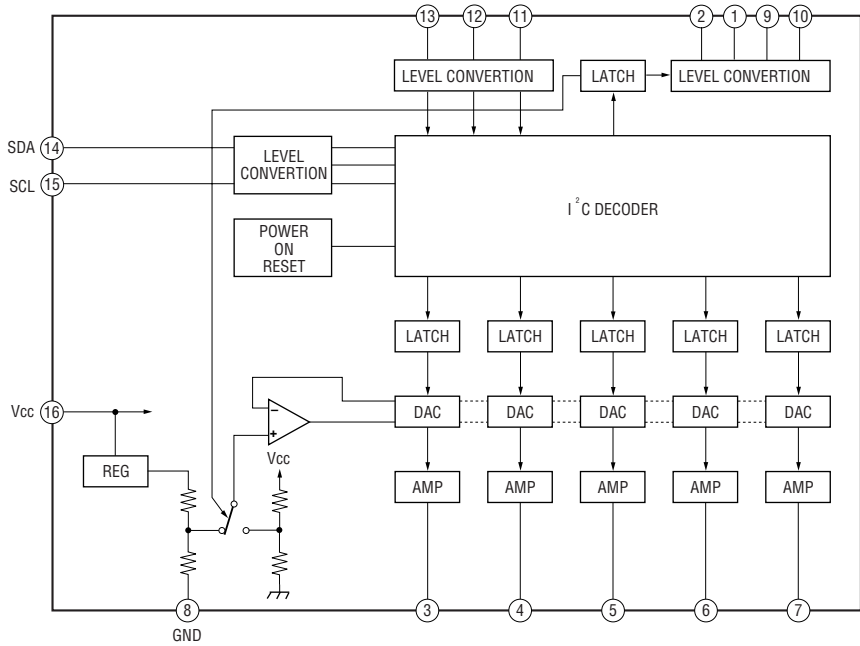 13 12 11 2 1 9 10
LEVEL CONVERTION LATCH LEVEL CONVERTION
SDA 14
SCL 15
LEVEL
CONVERTION
I²C DECODER
POWER
ON
RESET
LATCH LATCH LATCH LATCH LATCH
Vcc 16
−
+
DAC DAC DAC DAC DAC
REG
Vcc
AMP AMP AMP AMP AMP
8 3 4 5 6 7
GND